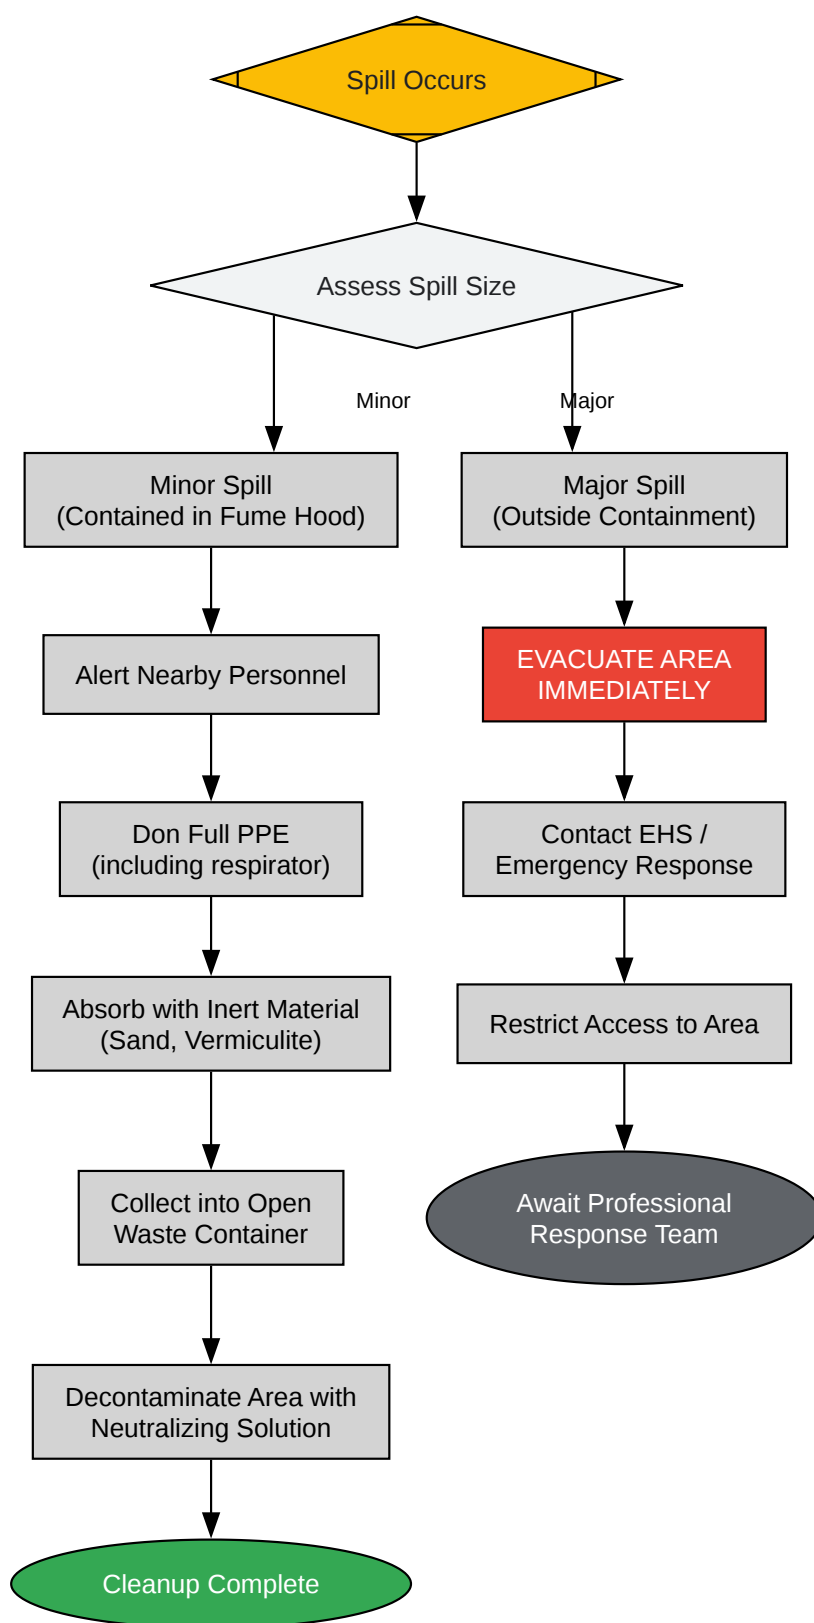 Spill Occurs
Assess Spill Size
Minor
Major
Minor Spill
(Contained in Fume Hood)
Major Spill
(Outside Containment)
Alert Nearby Personnel
EVACUATE AREA
IMMEDIATELY
Don Full PPE
(including respirator)
Contact EHS /
Emergency Response
Absorb with Inert Material
(Sand, Vermiculite)
Restrict Access to Area
Collect into Open
Waste Container
Await Professional
Response Team
Decontaminate Area with
Neutralizing Solution
Cleanup Complete